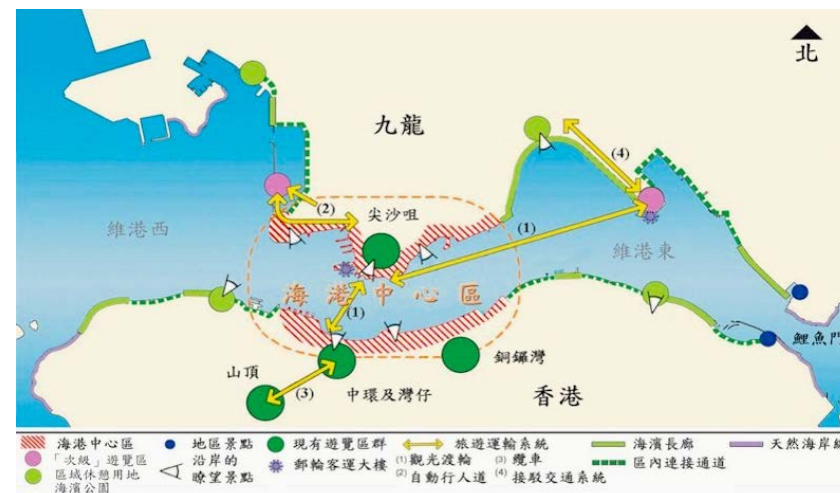 北
九龍
(4)
(2)
尖沙咀
(1)
維港西
維港東
海港中心區
(1)
鯉魚門
山頂
銅鑼灣
(3)
中環及灣仔
香港
海港中心區
地區景點
現有遊覽區群
旅遊運輸系統
海濱長廊
天然海岸線
「次級」遊覽區
沿岸的
瞭望景點
郵輪客運大樓
(1) 觀光渡輪
(3) 纜車
區內連接通道
區域休憩用地
海濱公園
(2) 自動行人道
(4) 接駁交通系統